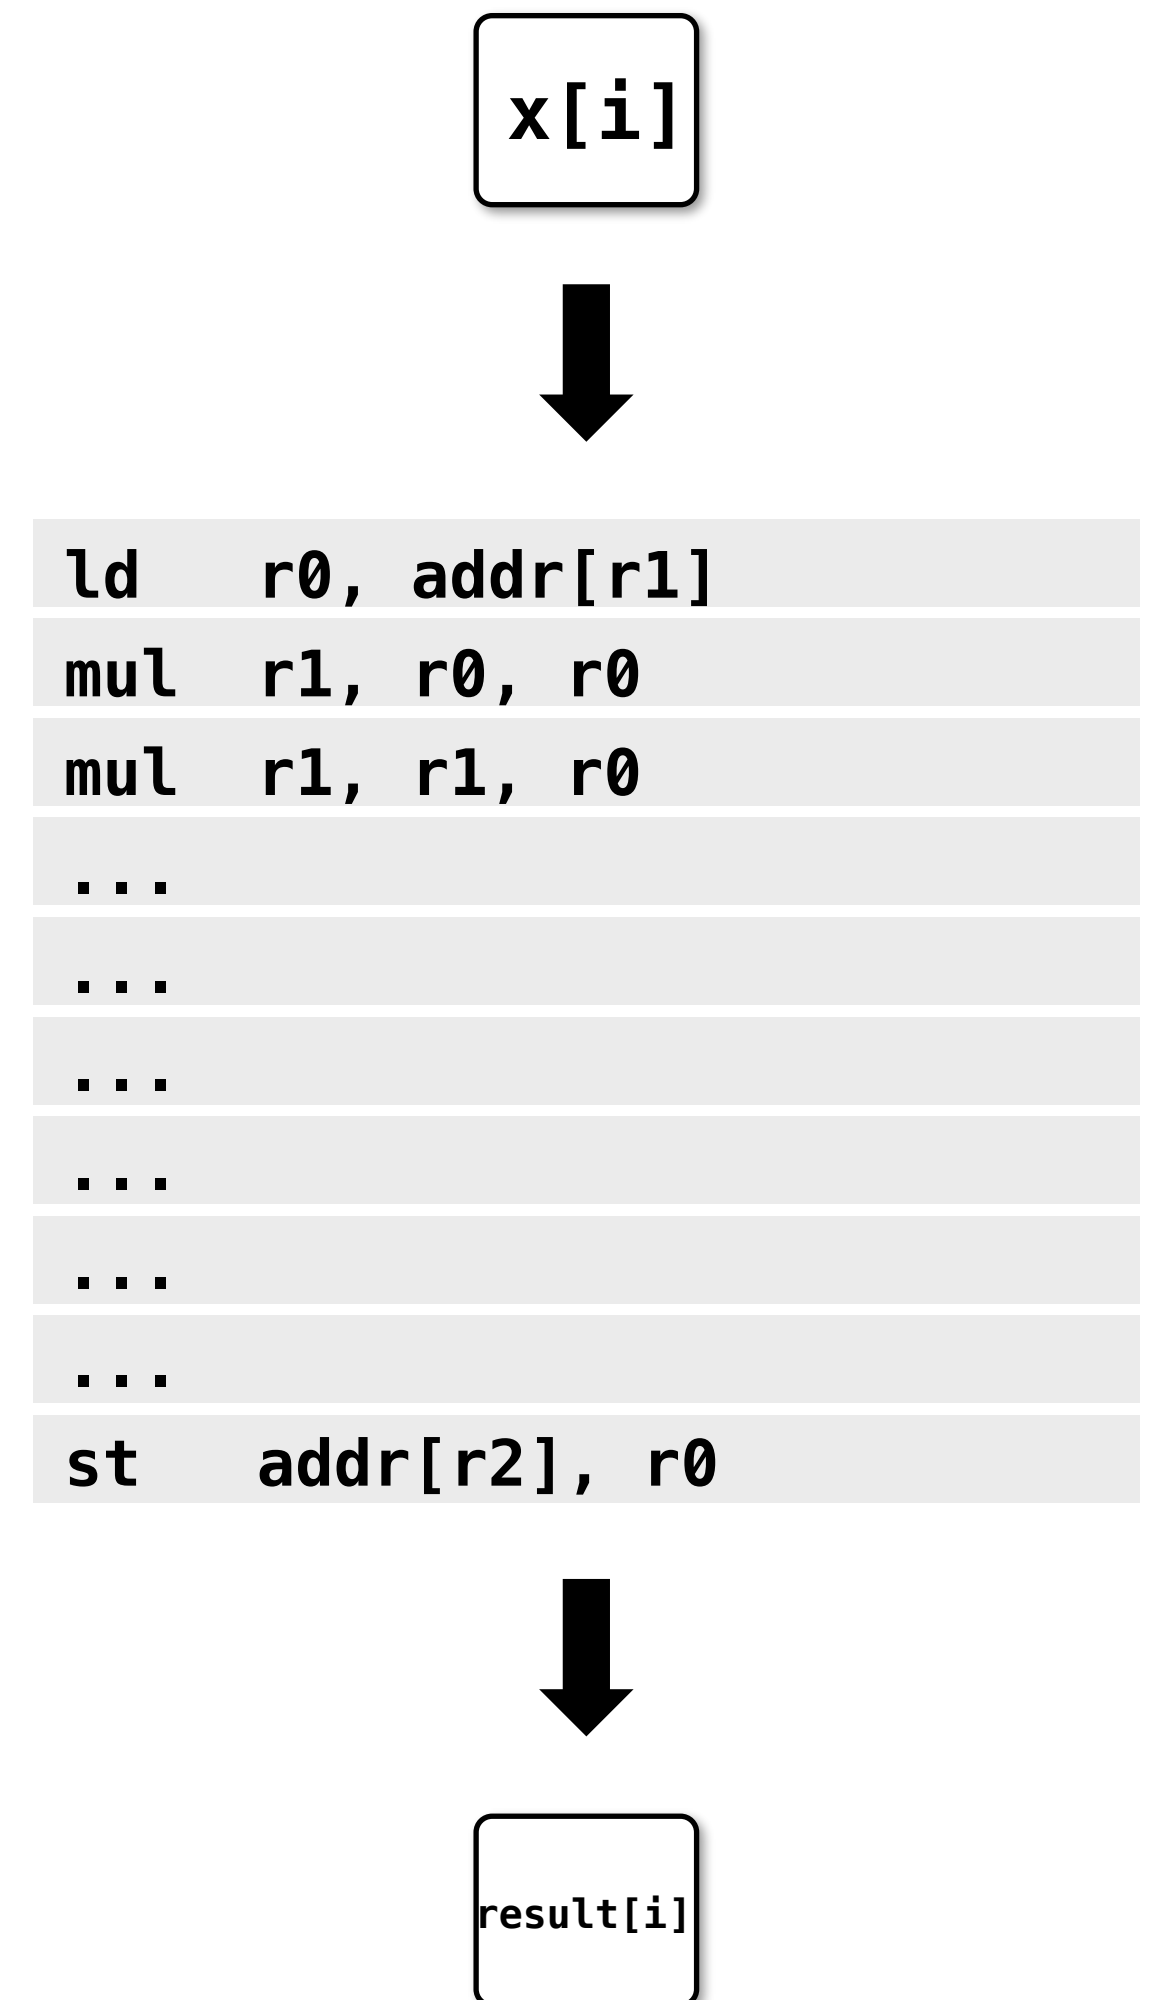 x[i]
ld   r0, addr[r1]
mul  r1, r0, r0
mul  r1, r1, r0
...
...
...
...
...
...
st   addr[r2], r0
result[i]